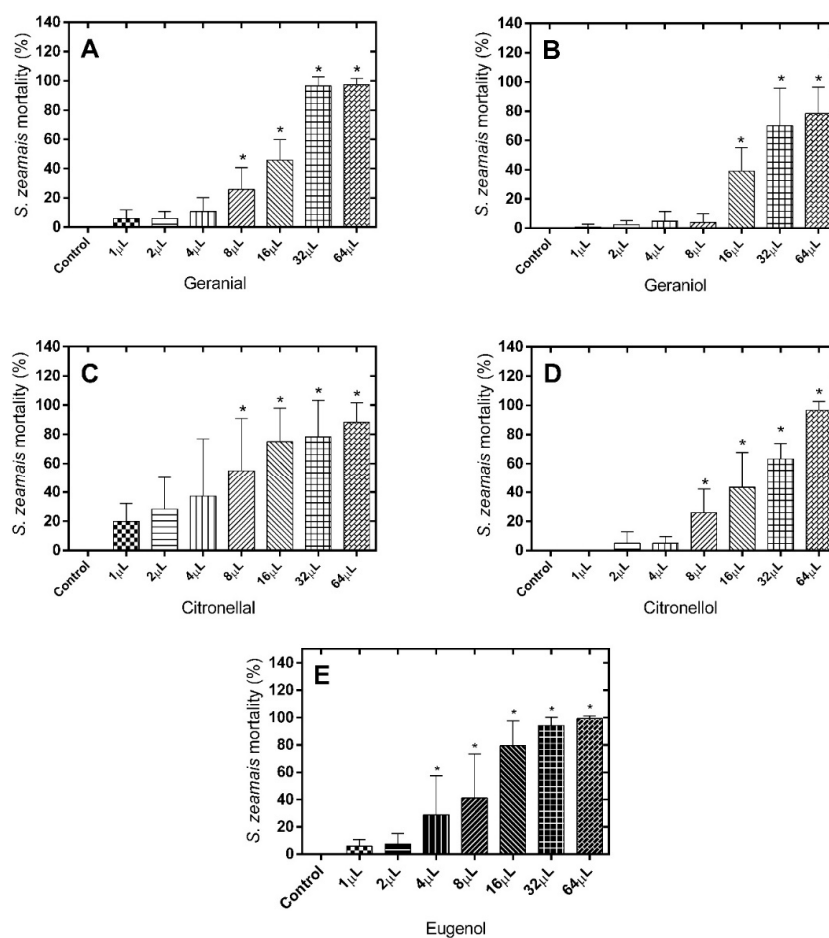 A
S. zeamais mortality (%)
140
120
100
80
60
40
20
0
* * * *
Control 1µL 2µL 4µL 8µL 16µL 32µL 64µL
Geranial
B
S. zeamais mortality (%)
140
120
100
80
60
40
20
0
* * *
Control 1µL 2µL 4µL 8µL 16µL 32µL 64µL
Geraniol
C
S. zeamais mortality (%)
140
120
100
80
60
40
20
0
* * * *
Control 1µL 2µL 4µL 8µL 16µL 32µL 64µL
Citronellal
D
S. zeamais mortality (%)
140
120
100
80
60
40
20
0
* * * *
Control 1µL 2µL 4µL 8µL 16µL 32µL 64µL
Citronellol
E
S. zeamais mortality (%)
140
120
100
80
60
40
20
0
* * * * *
Control 1µL 2µL 4µL 8µL 16µL 32µL 64µL
Eugenol